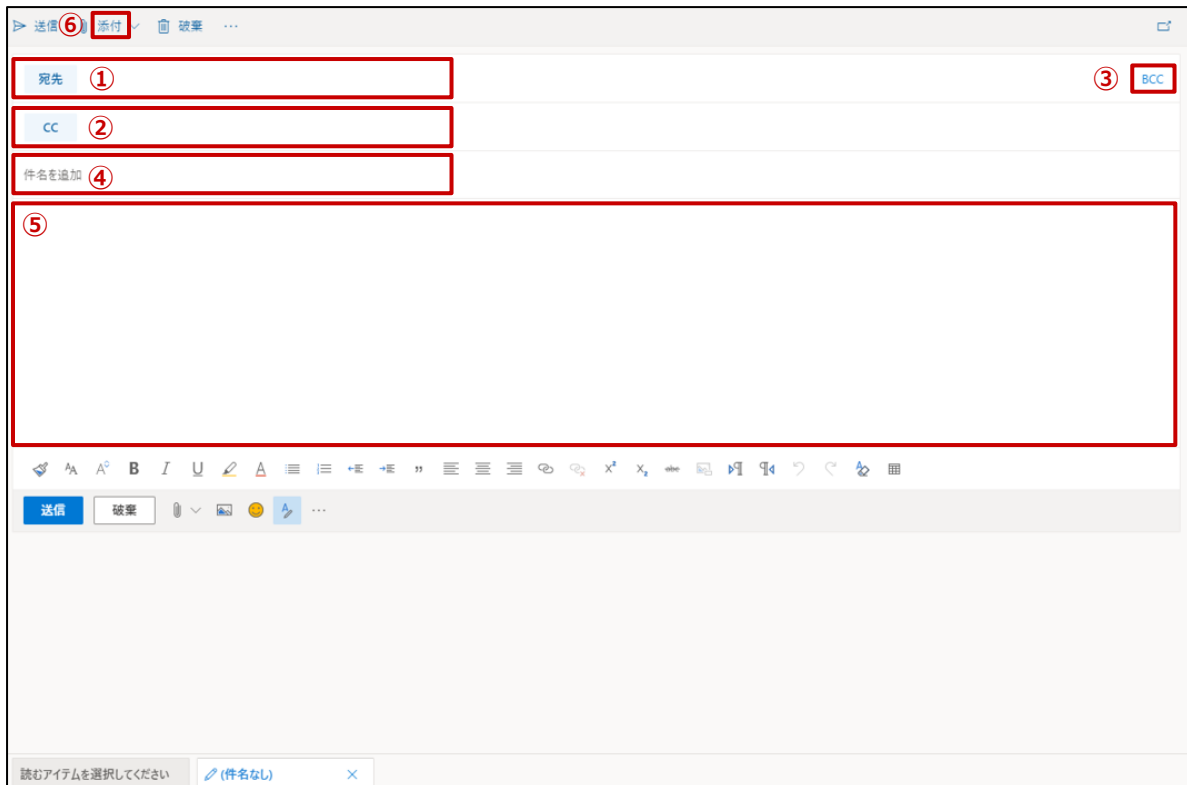 送信 ⑥ 添付 破棄 …
宛先 ① ③ BCC
CC ②
件名を追加 ④
⑤
送信 破棄 …
読むアイテムを選択してください (件名なし) ×